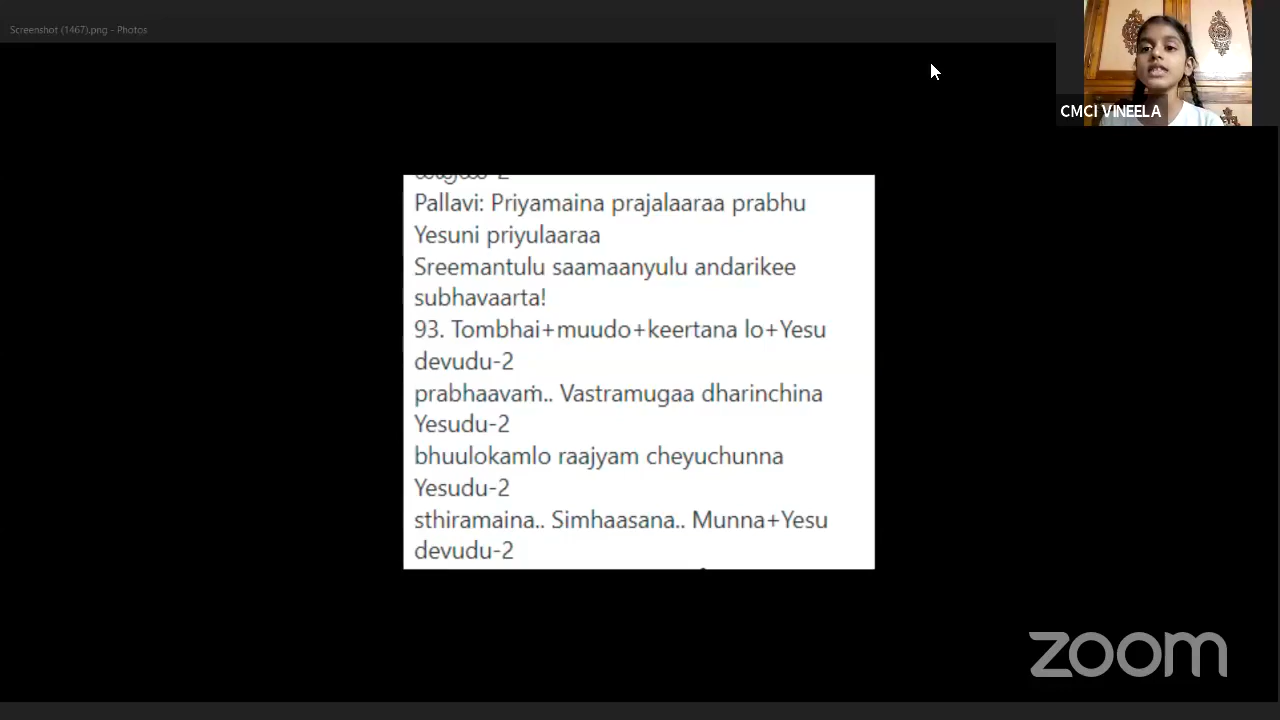 Screenshot (1467).png - Photos
CMCI VINEELA
Pallavi: Priyamaina prajalaaraa prabhu
Yesuni priyulaaraa
Sreemantulu saamaanyulu andarikee
subhavaarta!
93. Tombhai+muudo+keertana lo+Yesu
devudu-2
prabhaavaṁ.. Vastramugaa dharinchina
Yesudu-2
bhuulokamlo raajyam cheyuchunna
Yesudu-2
sthiramaina.. Simhaasana.. Munna+Yesu
devudu-2
zoom